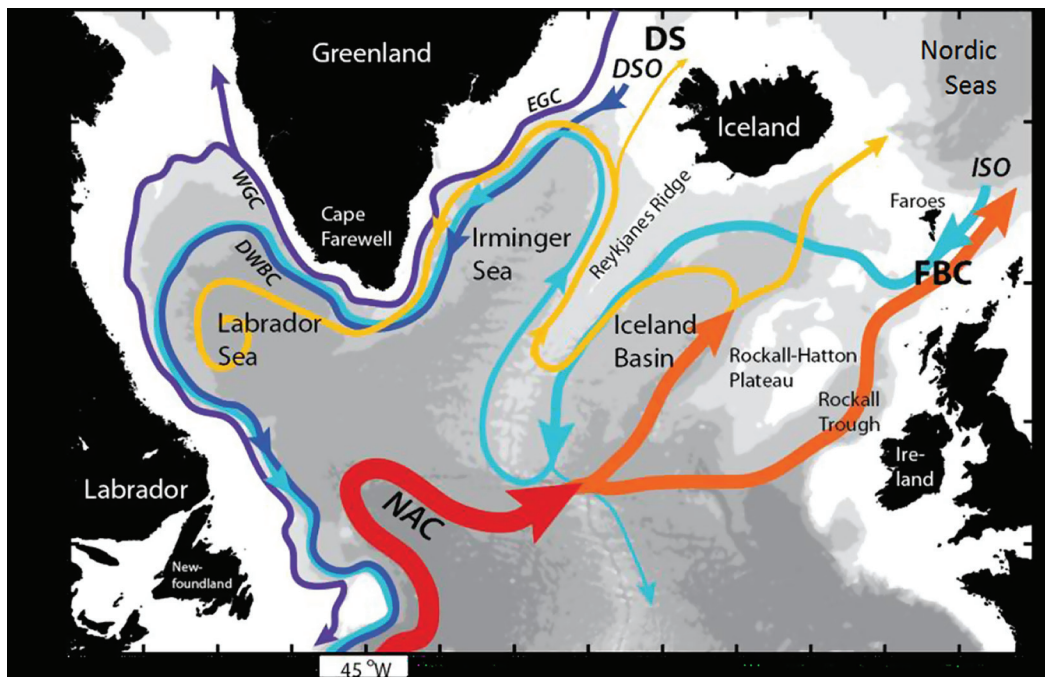 Greenland
DS
DSO
Nordic
Seas
EGC
Iceland
ISO
WGC
Faroes
Cape
Farewell
Irminger
Sea
Reykjanes Ridge
DWBC
FBC
Labrador
Sea
Iceland
Basin
Rockall-Hatton
Plateau
Rockall
Trough
Ire-
land
Labrador
NAC
New-
foundland
45 °W